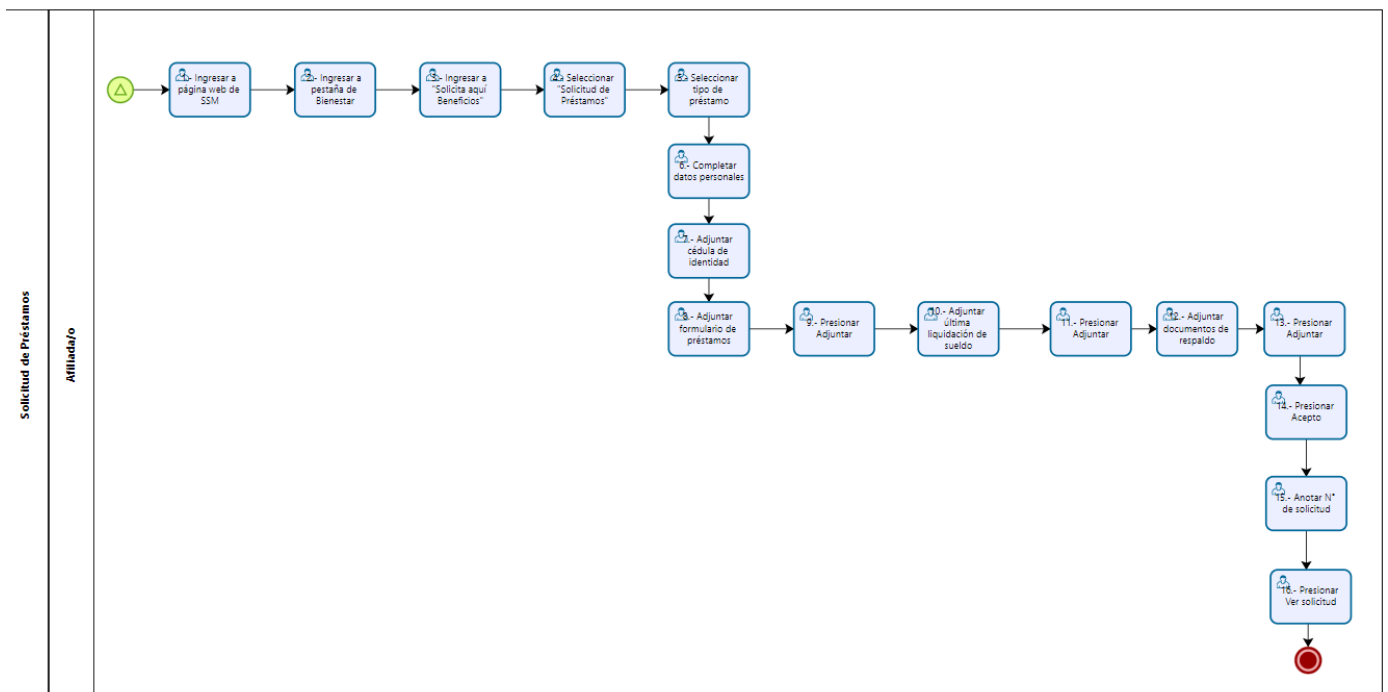 Solicitud de Préstamos
Afiliada/o
1.- Ingresar a
página web de
SSM
2.- Ingresar a
pestaña de
Bienestar
3.- Ingresar a
"Solicita aquí
Beneficios"
4.- Seleccionar
"Solicitud de
Préstamos"
5.- Seleccionar
tipo de
préstamo
6.- Completar
datos personales
7.- Adjuntar
cédula de
identidad
8.- Adjuntar
formulario de
préstamos
9.- Presionar
Adjuntar
10.- Adjuntar
última
liquidación de
sueldo
11.- Presionar
Adjuntar
12.- Adjuntar
documentos de
respaldo
13.- Presionar
Adjuntar
14.- Presionar
Acepto
15.- Anotar N°
de solicitud
16.- Presionar
Ver solicitud